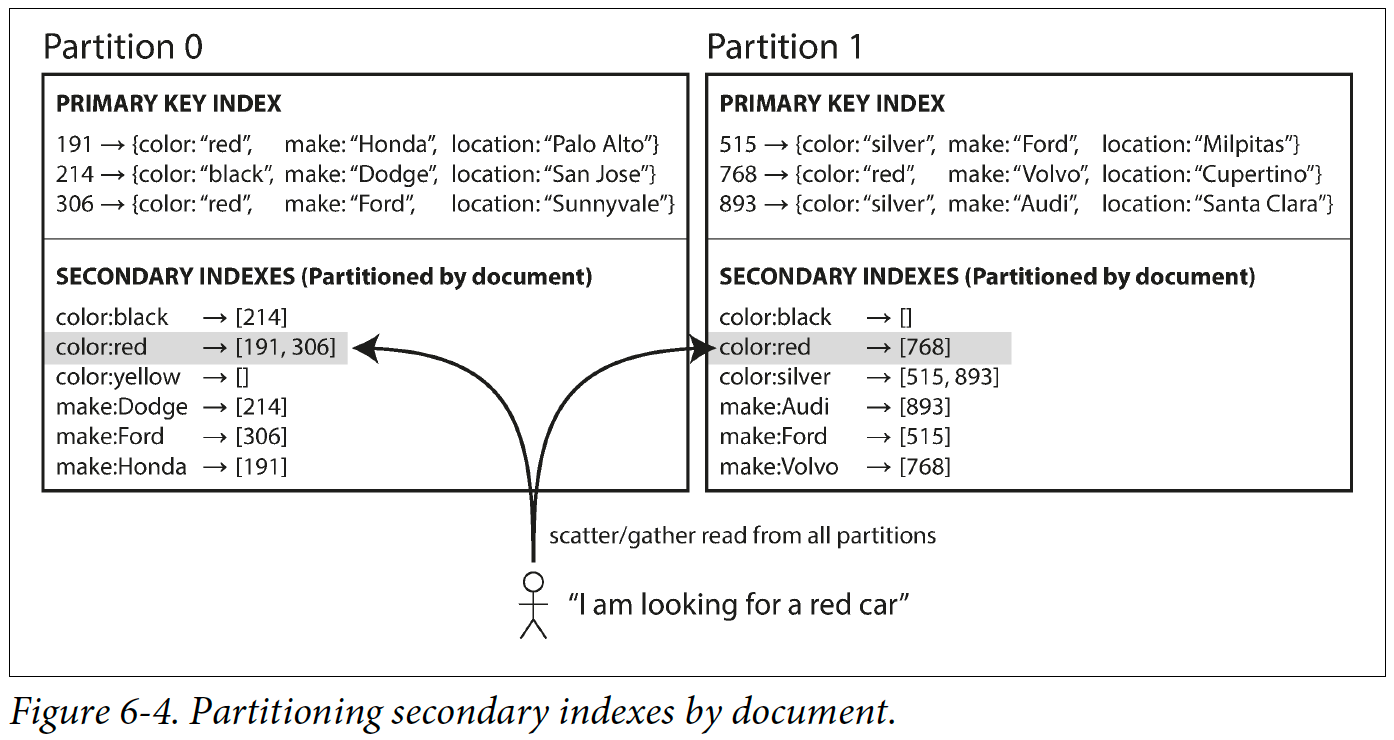 Partition 0
PRIMARY KEY INDEX
191 → {color: “red”, make: “Honda”, location: “Palo Alto”}
214 → {color: “black”, make: “Dodge”, location: “San Jose”}
306 → {color: “red”, make: “Ford”, location: “Sunnyvale”}
SECONDARY INDEXES (Partitioned by document)
color:black → [214]
color:red → [191, 306]
color:yellow → []
make:Dodge → [214]
make:Ford → [306]
make:Honda → [191]
Partition 1
PRIMARY KEY INDEX
515 → {color: “silver”, make: “Ford”, location: “Milpitas”}
768 → {color: “red”, make: “Volvo”, location: “Cupertino”}
893 → {color: “silver”, make: “Audi”, location: “Santa Clara”}
SECONDARY INDEXES (Partitioned by document)
color:black → []
color:red → [768]
color:silver → [515, 893]
make:Audi → [893]
make:Ford → [515]
make:Volvo → [768]
scatter/gather read from all partitions
“I am looking for a red car”
Figure 6-4. Partitioning secondary indexes by document.